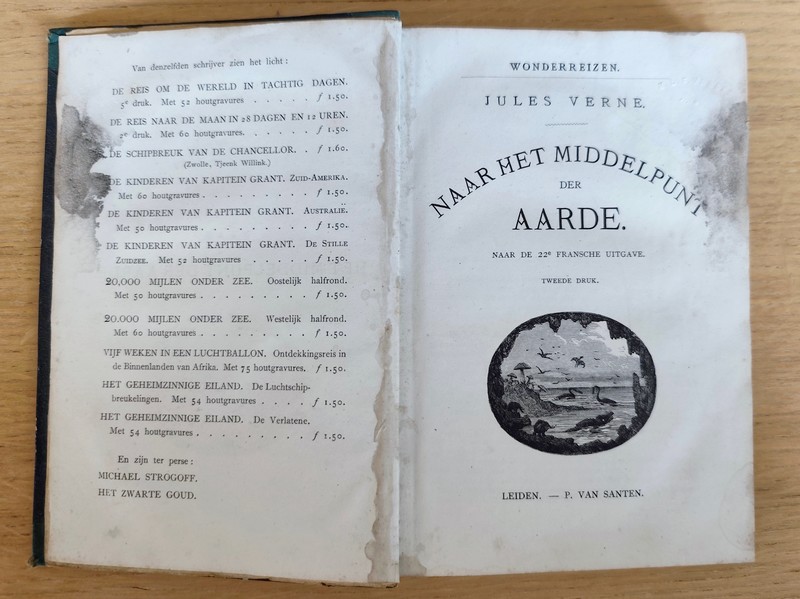 Van denzelfden schrijver zien het licht:
DE REIS OM DE WERELD IN TACHTIG DAGEN.
5e druk. Met 52 houtgravures . . . . . f 1.50.
DE REIS NAAR DE MAAN IN 28 DAGEN EN 12 UREN.
2e druk. Met 60 houtgravures. . . . . . f 1.50.
DE SCHIPBREUK VAN DE CHANCELLOR. . f 1.60.
(Zwolle, Tjeenk Willink.)
DE KINDEREN VAN KAPITEIN GRANT. ZUID-AMERIKA.
Met 60 houtgravures . . . . . . . . . f 1.50.
DE KINDEREN VAN KAPITEIN GRANT. AUSTRALIË.
Met 50 houtgravures . . . . . . . . . f 1.50.
DE KINDEREN VAN KAPITEIN GRANT. DE STILLE
ZUIDZEE. Met 52 houtgravures . . . . . f 1.50.
20,000 MIJLEN ONDER ZEE. Oostelijk halfrond.
Met 50 houtgravures . . . . . . . . . f 1.50.
20.000 MIJLEN ONDER ZEE. Westelijk halfrond.
Met 60 houtgravures . . . . . . . . . f 1.50.
VIJF WEKEN IN EEN LUCHTBALLON. Ontdekkingsreis in
de Binnenlanden van Afrika. Met 75 houtgravures. f 1.50.
HET GEHEIMZINNIGE EILAND. De Luchtschip-
breukelingen. Met 54 houtgravures . . . . f 1.50.
HET GEHEIMZINNIGE EILAND. De Verlatene.
Met 54 houtgravures . . . . . . . . . f 1.50.
En zijn ter perse:
MICHAEL STROGOFF.
HET ZWARTE GOUD.
WONDERREIZEN.
JULES VERNE.
NAAR HET MIDDELPUNT
DER
AARDE.
NAAR DE 22e FRANSCHE UITGAVE.
TWEEDE DRUK.
LEIDEN. — P. VAN SANTEN.